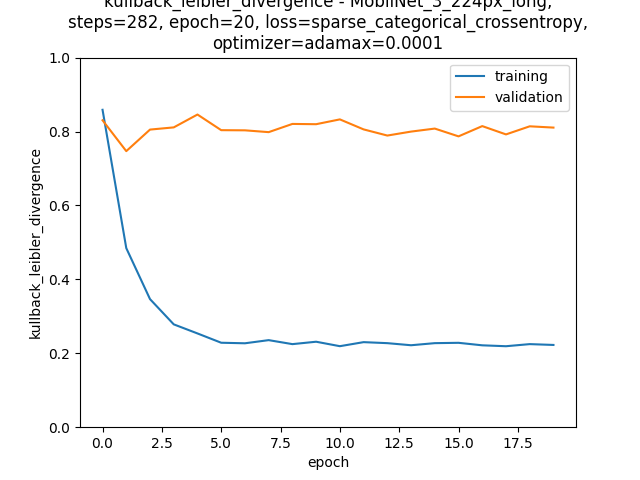 kullback_leibler_divergence - MobilNet_3_224px_long,
steps=282, epoch=20, loss=sparse_categorical_crossentropy,
optimizer=adamax=0.0001
training
validation
1.0
0.8
0.6
0.4
0.2
0.0
kullback_leibler_divergence
0.0 2.5 5.0 7.5 10.0 12.5 15.0 17.5
epoch